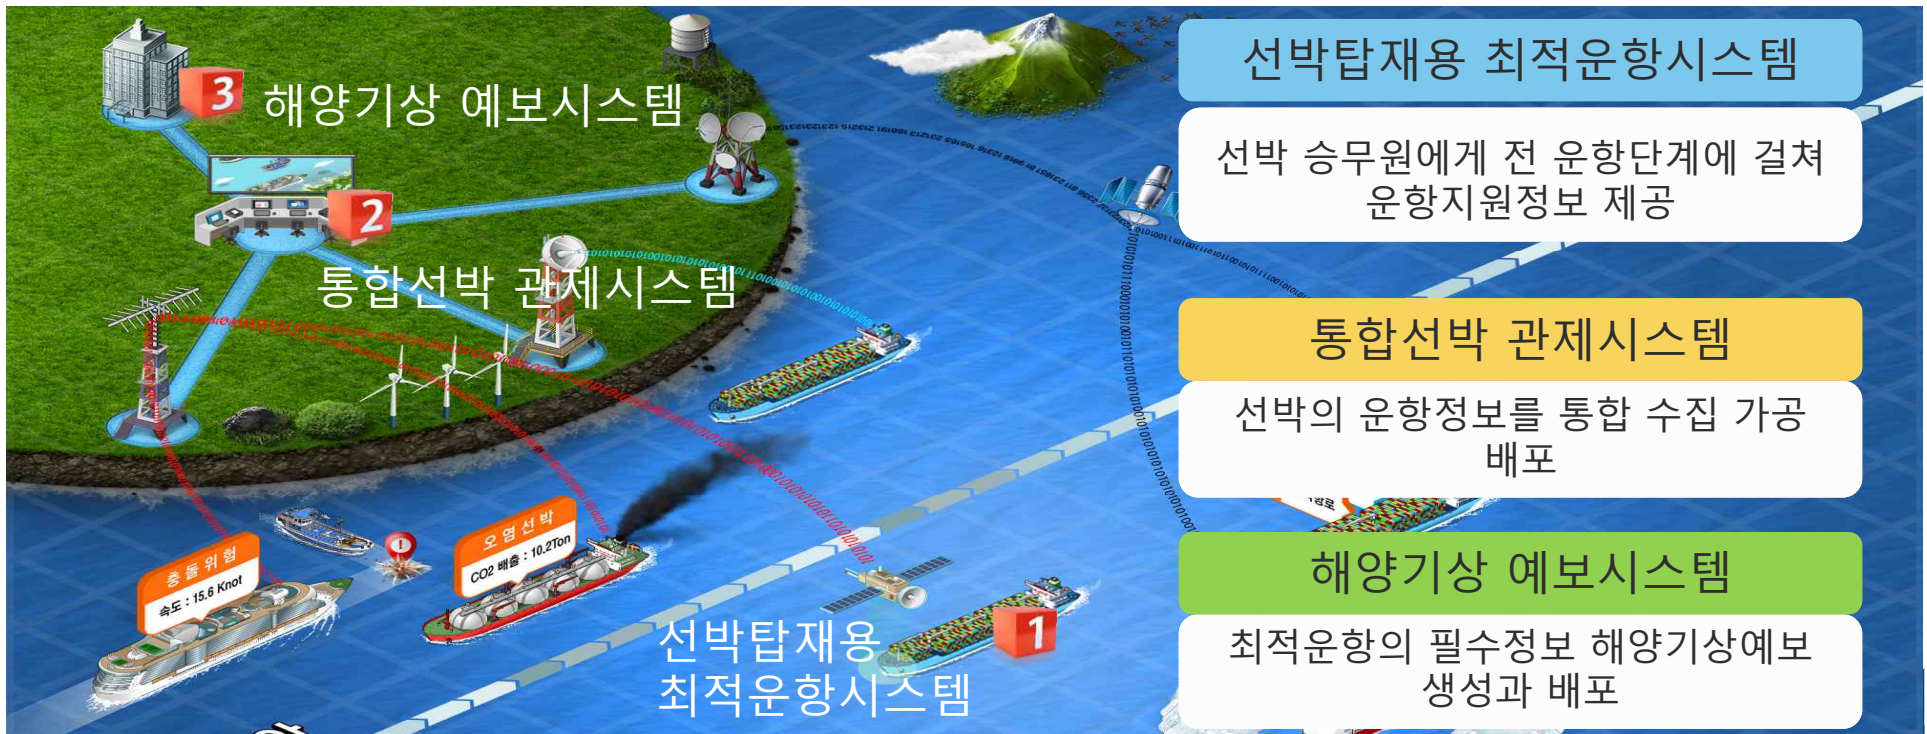 3
해양기상 예보시스템
2
통합선박 관제시스템
충돌위험
속도 : 15.6 Knot
오염선박
CO2 배출 : 10.2Ton
1
선박탑재용
최적운항시스템
선박탑재용 최적운항시스템
선박 승무원에게 전 운항단계에 걸쳐
운항지원정보 제공
통합선박 관제시스템
선박의 운항정보를 통합 수집 가공
배포
해양기상 예보시스템
최적운항의 필수정보 해양기상예보
생성과 배포